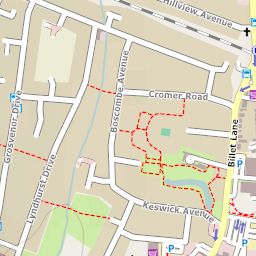 Hillview Avenue
Cromer Road
Boscombe Avenue
Grosvenor Drive
Lyndhurst Drive
Billet Lane
Keswick Avenue
P
P
P
P